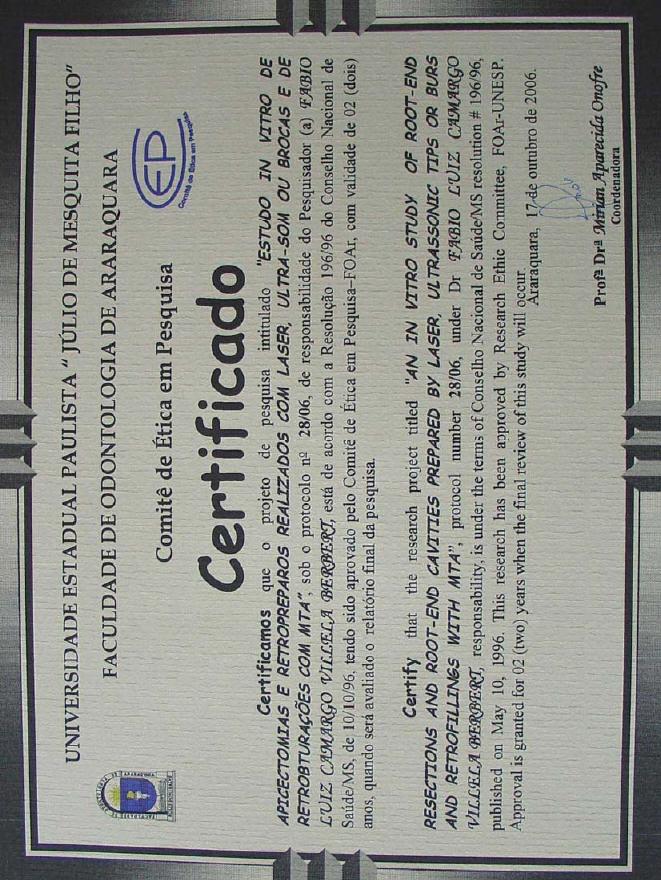 UNIVERSIDADE ESTADUAL PAULISTA " JÚLIO DE MESQUITA FILHO"
FACULDADE DE ODONTOLOGIA DE ARARAQUARA
CEP
Comitê de Ética em Pesquisa
Comitê de Ética em Pesquisa
Certificado
Certificamos que o projeto de pesquisa intitulado "ESTUDO IN VITRO DE
APICECTOMIAS E RETROPREPAROS REALIZADOS COM LASER, ULTRA-SOM OU BROCAS E DE
RETROBTURAÇÕES COM MTA", sob o protocolo nº 28/06, de responsabilidade do Pesquisador (a) FABIO
LUIZ CAMARGO VILLELA BERBERT, está de acordo com a Resolução 196/96 do Conselho Nacional de
Saúde/MS, de 10/10/96, tendo sido aprovado pelo Comitê de Ética em Pesquisa-FOAr, com validade de 02 (dois)
anos, quando será avaliado o relatório final da pesquisa.
Certify that the research project titled "AN IN VITRO STUDY OF ROOT-END
RESECTIONS AND ROOT-END CAVITIES PREPARED BY LASER, ULTRASSONIC TIPS OR BURS
AND RETROFILLINGS WITH MTA", protocol number 28/06, under Dr FABIO LUIZ CAMARGO
VILLELA BERBERT, responsability, is under the terms of Conselho Nacional de Saúde/MS resolution # 196/96,
published on May 10, 1996. This research has been approved by Research Ethic Committee, FOAr-UNESP.
Approval is granted for 02 (two) years when the final review of this study will occur.
Araraquara, 17 de outubro de 2006.
Profª Drª Mirian Aparecida Onofre
Coordenadora